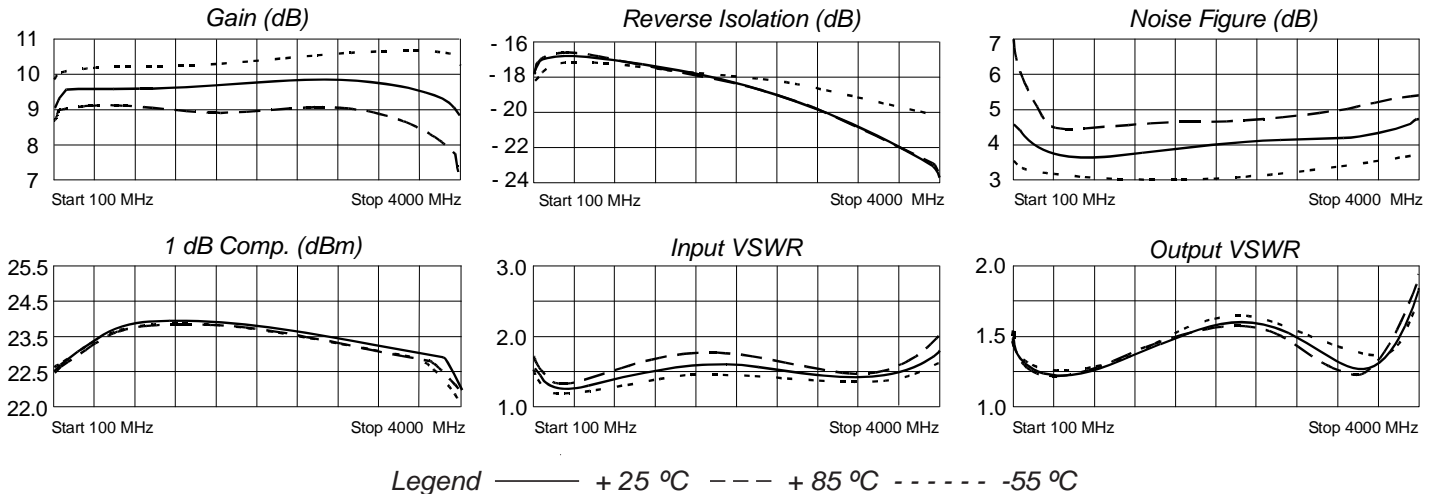 Gain (dB)
11
10
9
8
7
Start 100 MHz Stop 4000 MHz
Reverse Isolation (dB)
- 16
- 18
- 20
- 22
- 24
Start 100 MHz Stop 4000 MHz
Noise Figure (dB)
7
6
5
4
3
Start 100 MHz Stop 4000 MHz
1 dB Comp. (dBm)
25.5
24.5
23.5
22.5
22.0
Start 100 MHz Stop 4000 MHz
Input VSWR
3.0
2.0
1.0
Start 100 MHz Stop 4000 MHz
Output VSWR
2.0
1.5
1.0
Start 100 MHz Stop 4000 MHz
Legend + 25 ºC + 85 ºC -55 ºC